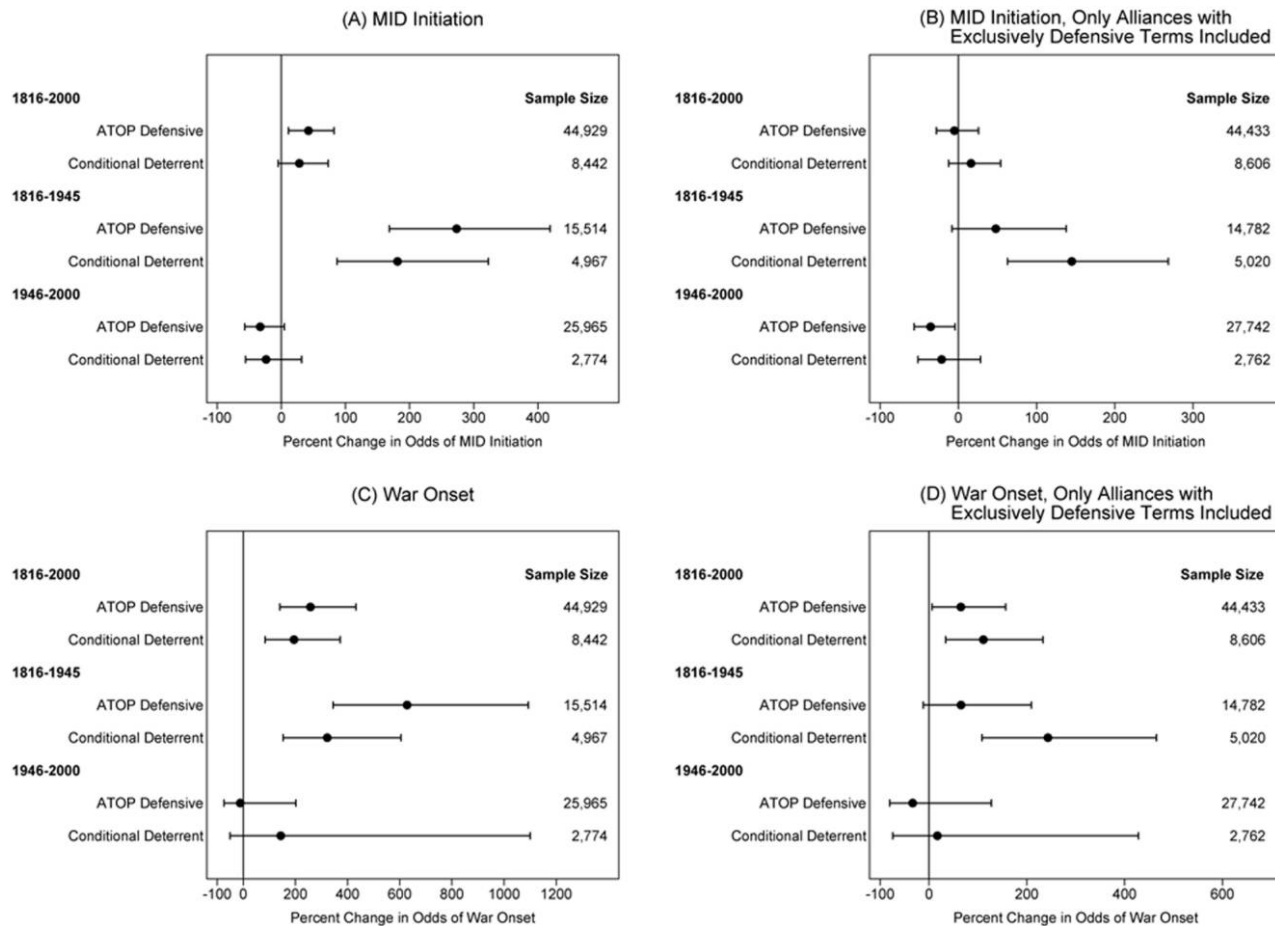 (A) MID Initiation
1816-2000 Sample Size
ATOP Defensive 44,929
Conditional Deterrent 8,442
1816-1945
ATOP Defensive 15,514
Conditional Deterrent 4,967
1946-2000
ATOP Defensive 25,965
Conditional Deterrent 2,774
-100 0 100 200 300 400
Percent Change in Odds of MID Initiation
(B) MID Initiation, Only Alliances with
Exclusively Defensive Terms Included
1816-2000 Sample Size
ATOP Defensive 44,433
Conditional Deterrent 8,606
1816-1945
ATOP Defensive 14,782
Conditional Deterrent 5,020
1946-2000
ATOP Defensive 27,742
Conditional Deterrent 2,762
-100 0 100 200 300
Percent Change in Odds of MID Initiation
(C) War Onset
1816-2000 Sample Size
ATOP Defensive 44,929
Conditional Deterrent 8,442
1816-1945
ATOP Defensive 15,514
Conditional Deterrent 4,967
1946-2000
ATOP Defensive 25,965
Conditional Deterrent 2,774
-100 0 200 400 600 800 1000 1200
Percent Change in Odds of War Onset
(D) War Onset, Only Alliances with
Exclusively Defensive Terms Included
1816-2000 Sample Size
ATOP Defensive 44,433
Conditional Deterrent 8,606
1816-1945
ATOP Defensive 14,782
Conditional Deterrent 5,020
1946-2000
ATOP Defensive 27,742
Conditional Deterrent 2,762
-100 0 200 400 600
Percent Change in Odds of War Onset